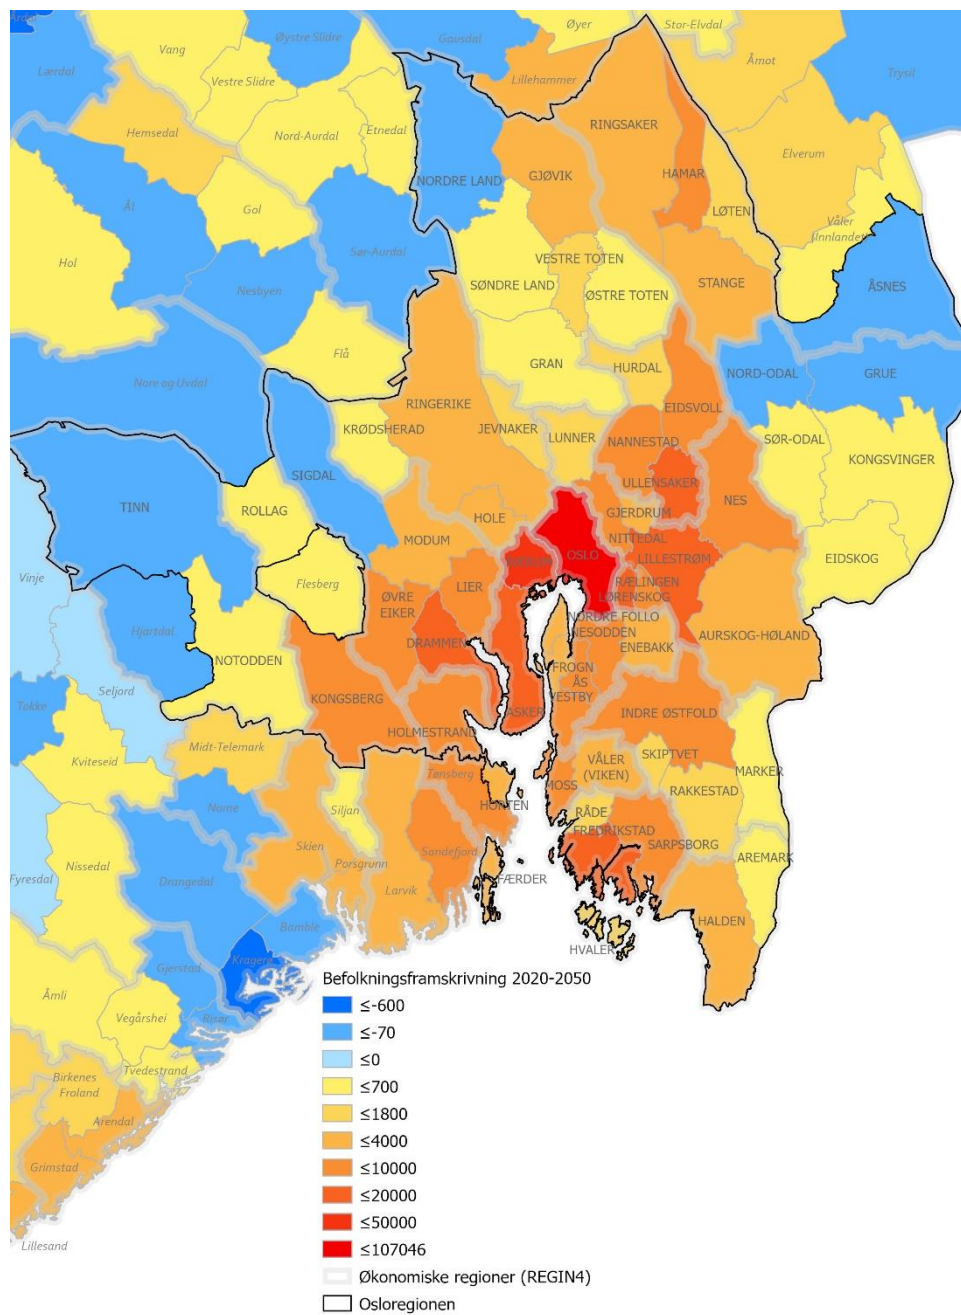 Årdal
Øystre Slidre
Gausdal
Øyer
Stor-Elvdal
Vang
Lærdal
Vestre Slidre
Lillehammer
Åmot
Trysil
Hemsedal
Nord-Aurdal
Etnedal
RINGSAKER
Elverum
NORDRE LAND
GJØVIK
HAMAR
Ål
Gol
LØTEN
Våler
(Innlandet)
Sør-Aurdal
Hol
Nesbyen
VESTRE TOTEN
SØNDRE LAND
ØSTRE TOTEN
STANGE
ÅSNES
Flå
GRAN
HURDAL
NORD-ODAL
GRUE
Nore og Uvdal
RINGERIKE
EIDSVOLL
KRØDSHERAD
JEVNAKER
LUNNER
NANNESTAD
SØR-ODAL
KONGSVINGER
SIGDAL
ULLENSAKER
TINN
ROLLAG
HOLE
GJERDRUM
NES
MODUM
NITTEDAL
OSLO
LILLESTRØM
EIDSKOG
Vinje
Flesberg
LIER
RÆLINGEN
ØVRE
EIKER
LØRENSKOG
Hjartdal
NORDRE FOLLO
NESODDEN
AURSKOG-HØLAND
DRAMMEN
ENEBAKK
NOTODDEN
FROGN
Seljord
ÅS
KONGSBERG
VESTBY
Tokke
ASKER
INDRE ØSTFOLD
HOLMESTRAND
Midt-Telemark
SKIPTVET
Kviteseid
VÅLER
(VIKEN)
MARKER
Tønsberg
MOSS
RAKKESTAD
Nome
Siljan
HORTEN
RÅDE
FREDRIKSTAD
Skien
SARPSBORG
Nissedal
Porsgrunn
Sandefjord
AREMARK
Fyresdal
Drangedal
Larvik
FÆRDER
HALDEN
Bamble
HVALER
Kragerø
Gjerstad
Åmli
Vegårshei
Risør
Tvedestrand
Birkenes
Froland
Arendal
Grimstad
Lillesand
Befolkningsframskrivning 2020-2050
≤-600
≤-70
≤0
≤700
≤1800
≤4000
≤10000
≤20000
≤50000
≤107046
Økonomiske regioner (REGIN4)
Osloregionen